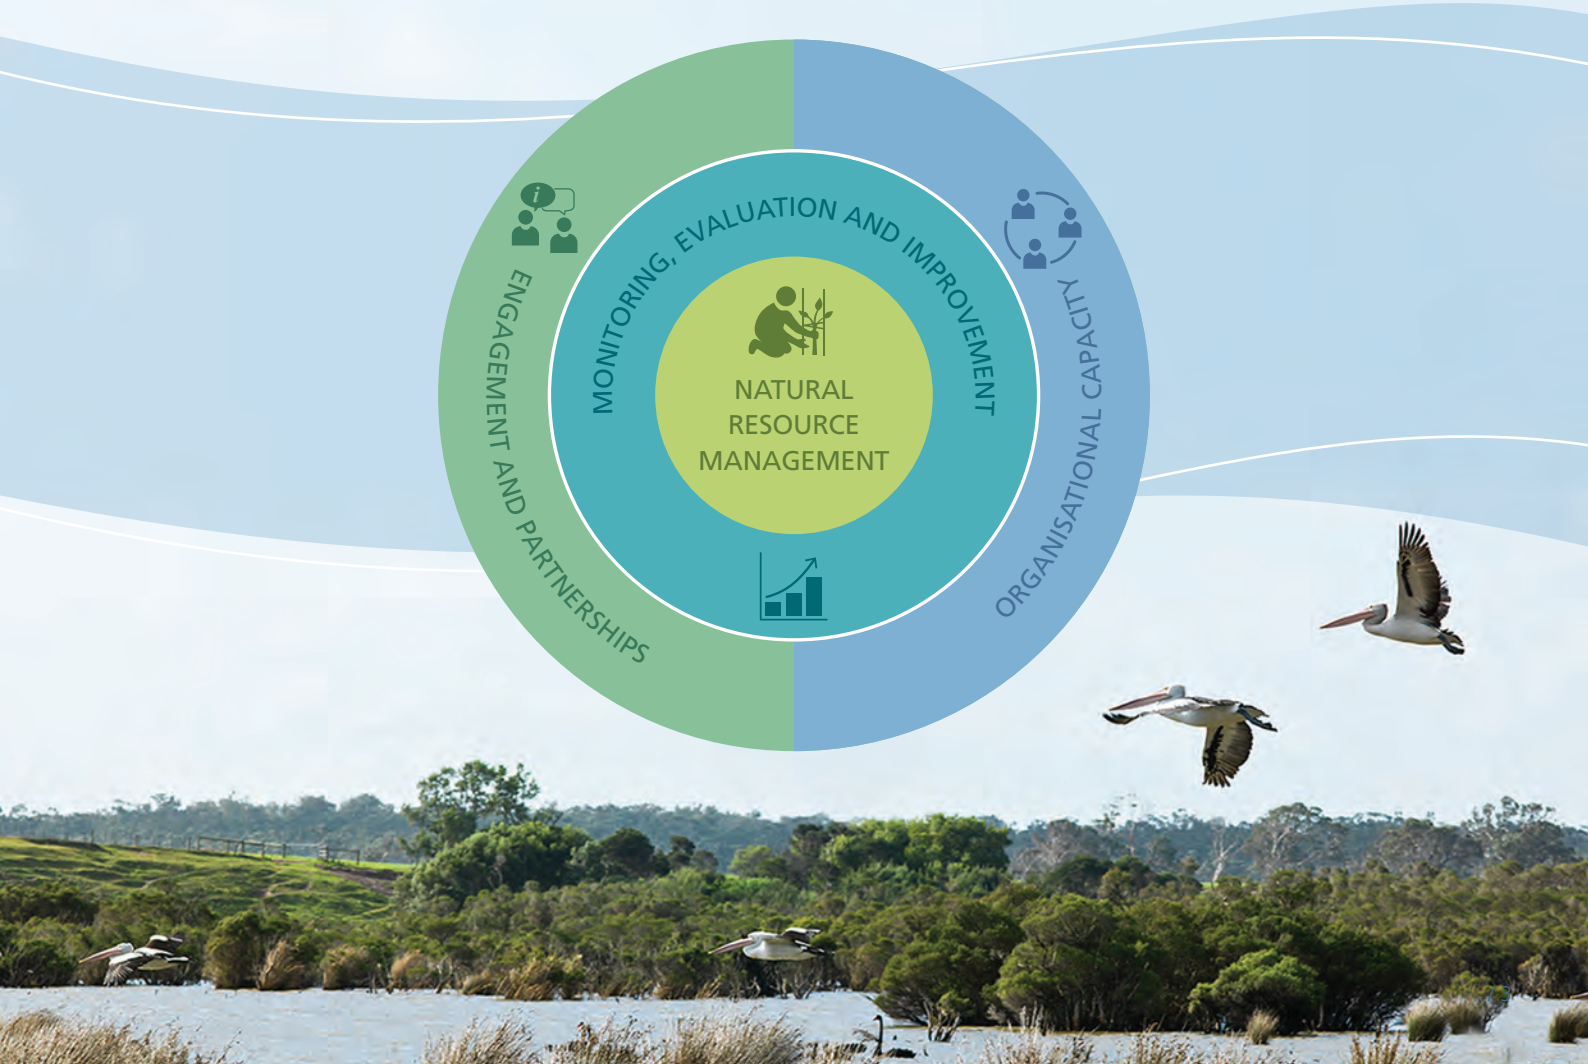 MONITORING, EVALUATION AND IMPROVEMENT
NATURAL
RESOURCE
MANAGEMENT
i
ENGAGEMENT AND PARTNERSHIPS
ORGANISATIONAL CAPACITY